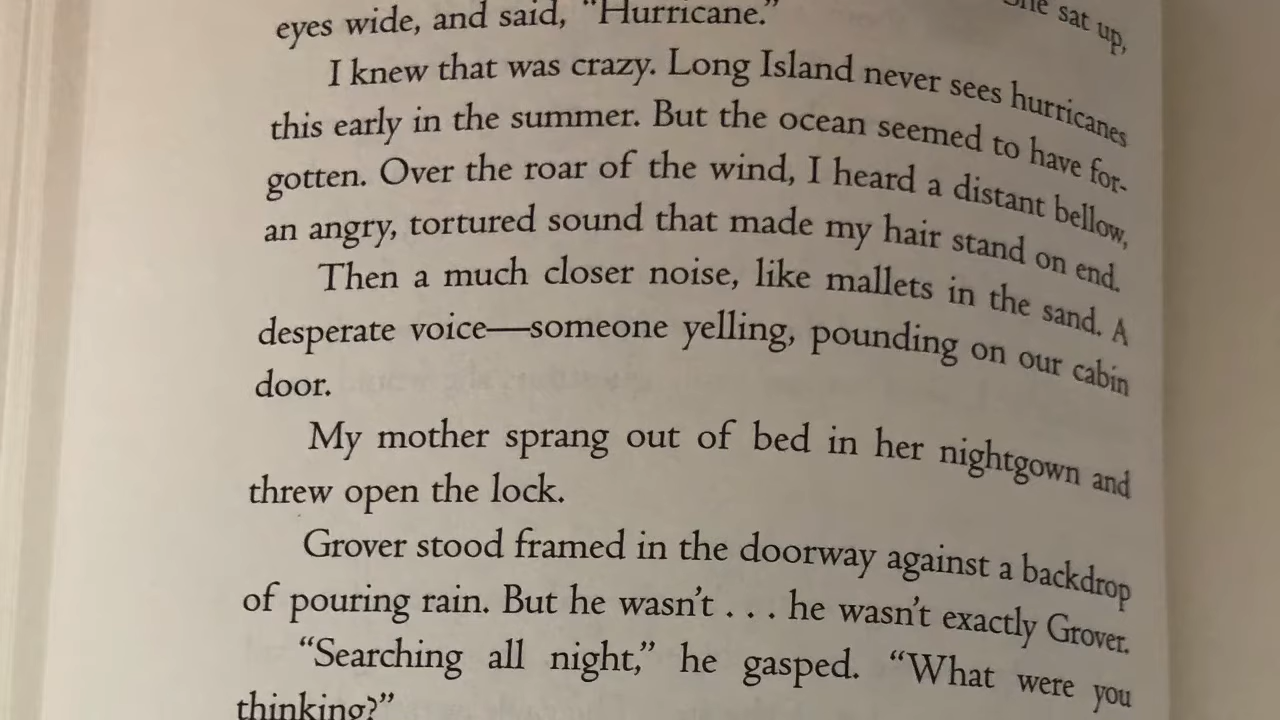 She sat up,
eyes wide, and said, “Hurricane.”
I knew that was crazy. Long Island never sees hurricanes
this early in the summer. But the ocean seemed to have for-
gotten. Over the roar of the wind, I heard a distant bellow,
an angry, tortured sound that made my hair stand on end.
Then a much closer noise, like mallets in the sand. A
desperate voice—someone yelling, pounding on our cabin
door.
My mother sprang out of bed in her nightgown and
threw open the lock.
Grover stood framed in the doorway against a backdrop
of pouring rain. But he wasn’t . . . he wasn’t exactly Grover.
“Searching all night,” he gasped. “What were you
thinking?”